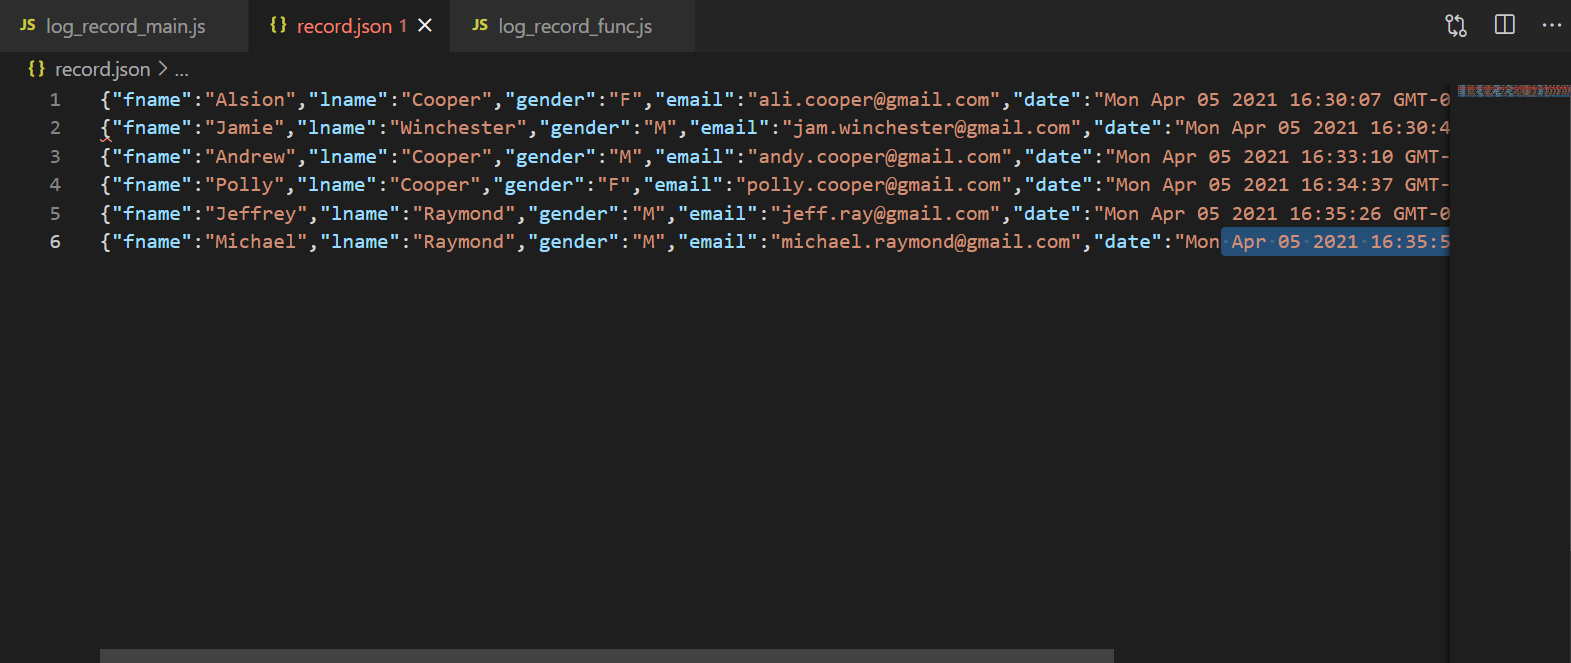 JS log_record_main.js {} record.json 1 × JS log_record_func.js ...
{} record.json > ...
1 {"fname":"Alsion","lname":"Cooper","gender":"F","email":"ali.cooper@gmail.com","date":"Mon Apr 05 2021 16:30:07 GMT-0
2 {"fname":"Jamie","lname":"Winchester","gender":"M","email":"jam.winchester@gmail.com","date":"Mon Apr 05 2021 16:30:4
3 {"fname":"Andrew","lname":"Cooper","gender":"M","email":"andy.cooper@gmail.com","date":"Mon Apr 05 2021 16:33:10 GMT-
4 {"fname":"Polly","lname":"Cooper","gender":"F","email":"polly.cooper@gmail.com","date":"Mon Apr 05 2021 16:34:37 GMT-
5 {"fname":"Jeffrey","lname":"Raymond","gender":"M","email":"jeff.ray@gmail.com","date":"Mon Apr 05 2021 16:35:26 GMT-0
6 {"fname":"Michael","lname":"Raymond","gender":"M","email":"michael.raymond@gmail.com","date":"Mon Apr 05 2021 16:35:5